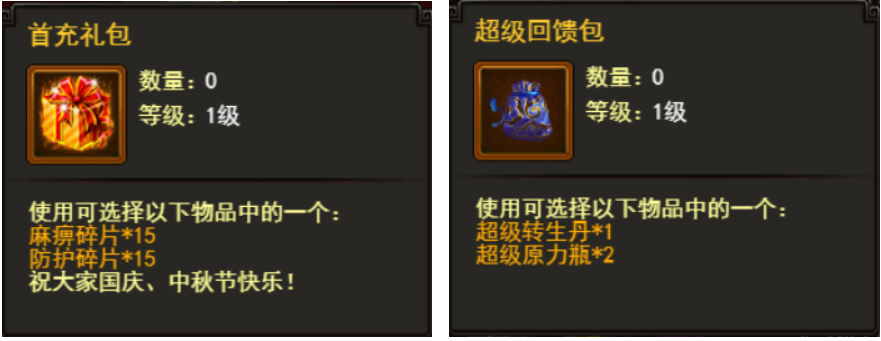 首充礼包
数量：0
等级：1级
使用可选择以下物品中的一个：
麻痹碎片*15
防护碎片*15
祝大家国庆、中秋节快乐！
超级回馈包
数量：0
等级：1级
使用可选择以下物品中的一个：
超级转生丹*1
超级原力瓶*2